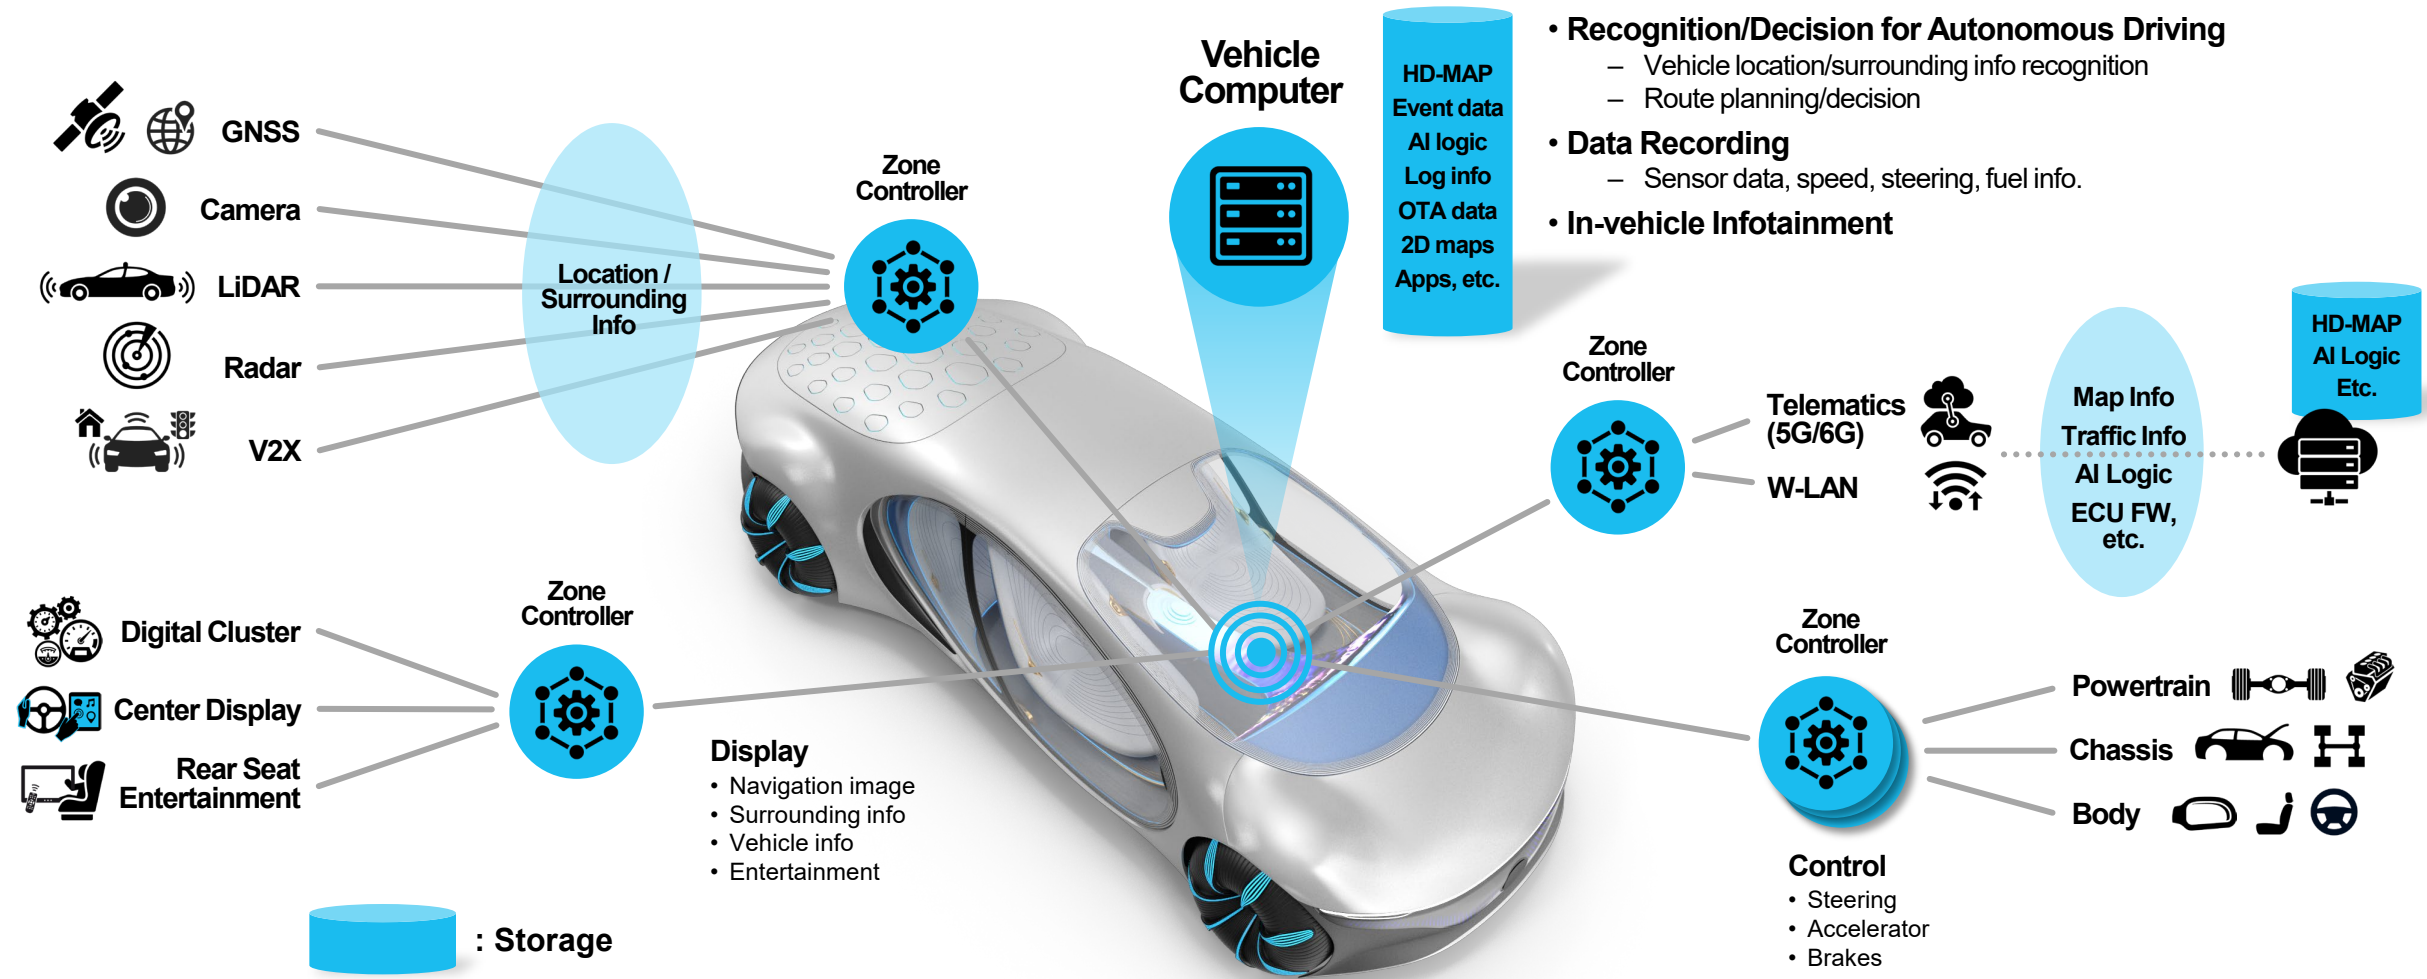 Vehicle
Computer
HD-MAP
Event data
AI logic
Log info
OTA data
2D maps
Apps, etc.
• Recognition/Decision for Autonomous Driving
– Vehicle location/surrounding info recognition
– Route planning/decision
• Data Recording
– Sensor data, speed, steering, fuel info.
• In-vehicle Infotainment
GNSS
Camera
LiDAR
Radar
V2X
Location /
Surrounding
Info
Zone
Controller
Zone
Controller
Telematics
(5G/6G)
W-LAN
Map Info
Traffic Info
AI Logic
ECU FW,
etc.
HD-MAP
AI Logic
Etc.
Digital Cluster
Center Display
Rear Seat
Entertainment
Zone
Controller
Display
• Navigation image
• Surrounding info
• Vehicle info
• Entertainment
Zone
Controller
Powertrain
Chassis
Body
Control
• Steering
• Accelerator
• Brakes
: Storage